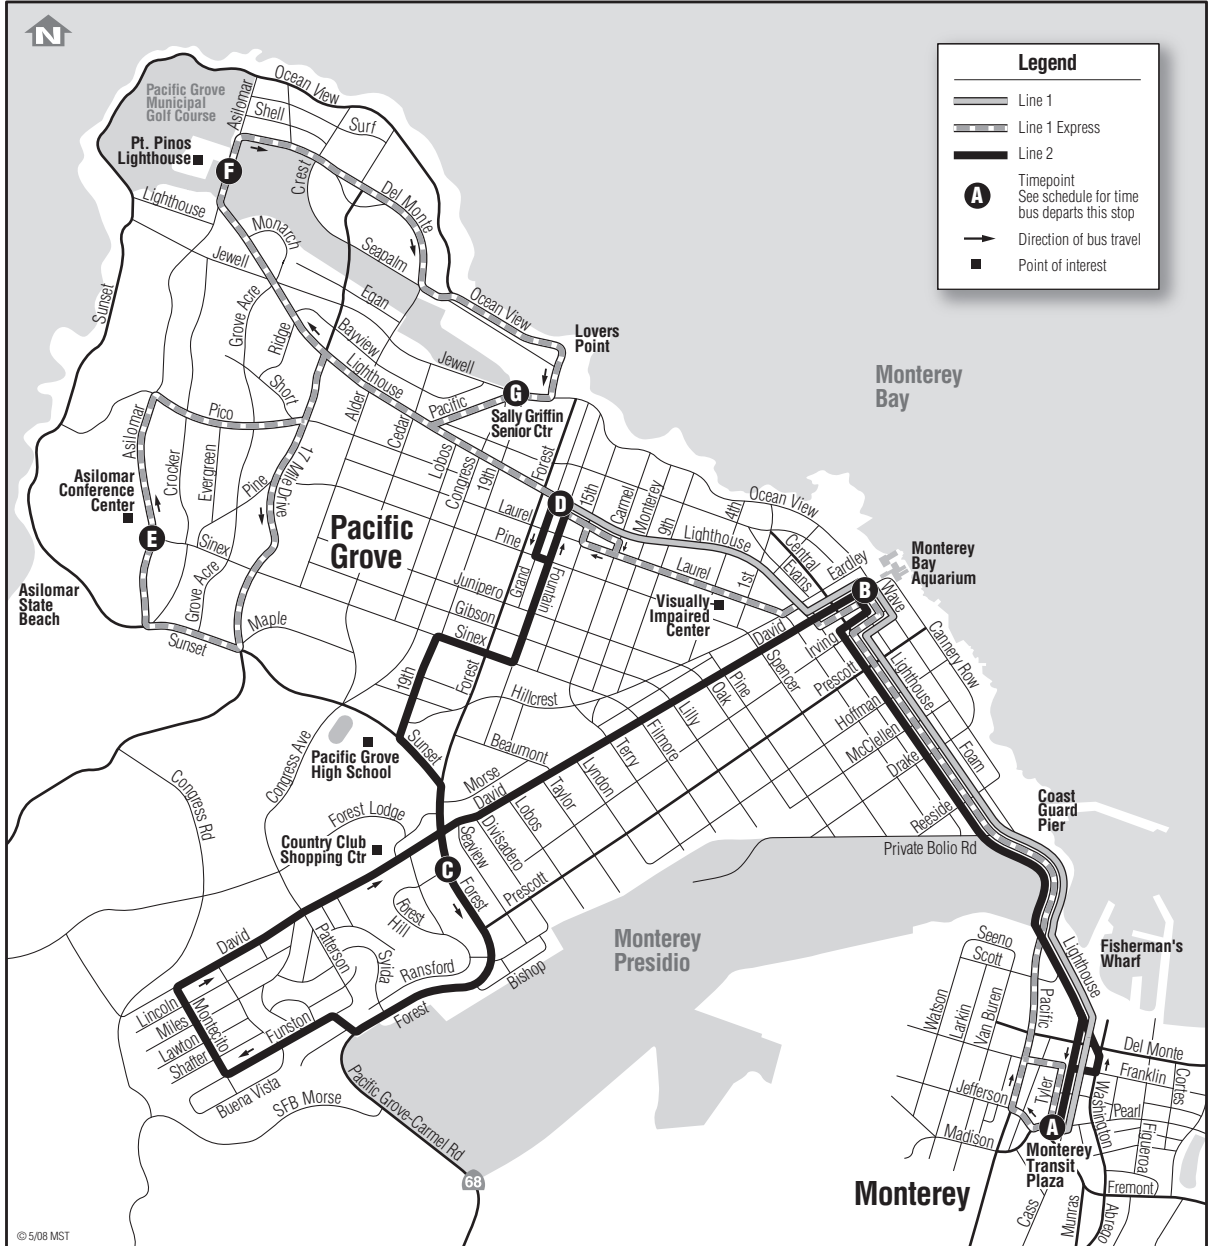 N
Legend
Line 1
Line 1 Express
Line 2
A
Timepoint
See schedule for time
bus departs this stop
Direction of bus travel
Point of interest
Pacific Grove
Municipal
Golf Course
Pt. Pinos
Lighthouse
Asilomar
Ocean View
Shell
Surf
F
Crest
Del Monte
Lighthouse
Monarch
Jewell
Seapalm
Egan
Ocean View
Sunset
Grove Acre
Ridge
Bayview
Jewell
Lighthouse
Lovers
Point
Monterey
Bay
Short
Alder
Cedar
Pacific
G
Sally Griffin
Senior Ctr
Pico
Asilomar
Crocker
Evergreen
Pine
17 Mile Drive
Lobos
Congress
19th
Forest
Asilomar
Conference
Center
E
Sinex
Grove Acre
Pacific
Grove
Laurel
Pine
D
15th
Carmel
Monterey
9th
4th
Ocean View
Lighthouse
Central
Evans
Eardley
Monterey
Bay
Aquarium
Asilomar
State
Beach
Sunset
Maple
Junipero
Grand
Fountain
Gibson
Sinex
Laurel
1st
Visually
Impaired
Center
B
Wave
David
Irving
Cannery Row
19th
Forest
Hillcrest
Spencer
Prescott
Pine
Oak
Lilly
Lighthouse
Hoffman
McClellen
Drake
Foam
Pacific Grove
High School
Sunset
Beaumont
Morse
David
Filmore
Terry
Lyndon
Taylor
Lobos
Divisadero
Seaview
Congress Ave
Congress Rd
Forest Lodge
Country Club
Shopping Ctr
Reeside
Private Bolio Rd
Coast
Guard
Pier
C
Forest
Prescott
Forest
Hill
David
Patterson
Sylida
Ransford
Bishop
Monterey
Presidio
Seeno
Scott
Lighthouse
Fisherman's
Wharf
Lincoln
Miles
Lawton
Shafter
Montecito
Funston
Forest
Buena Vista
SFB Morse
Pacific Grove-Carmel Rd
68
Watson
Larkin
Van Buren
Pacific
Del Monte
Franklin
Cortes
Jefferson
Tyler
Washington
Pearl
Figueroa
Madison
A
Monterey
Transit
Plaza
Fremont
Monterey
Cass
Munras
Abrego
© 5/08 MST